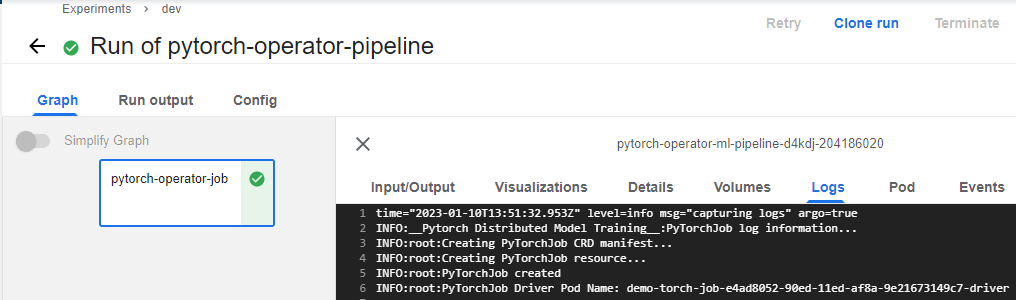 Experiments > dev
Retry Clone run Terminate
Run of pytorch-operator-pipeline
Graph Run output Config
Simplify Graph
pytorch-operator-job
pytorch-operator-ml-pipeline-d4kdj-204186020
Input/Output Visualizations Details Volumes Logs Pod Events
1 time="2023-01-10T13:51:32.953Z" level=info msg="capturing logs" argo=true
2 INFO:__Pytorch Distributed Model Training__:PyTorchJob log information...
3 INFO:root:Creating PyTorchJob CRD manifest...
4 INFO:root:Creating PyTorchJob resource...
5 INFO:root:PyTorchJob created
6 INFO:root:PyTorchJob Driver Pod Name: demo-torch-job-e4ad8052-90ed-11ed-af8a-9e21673149c7-driver